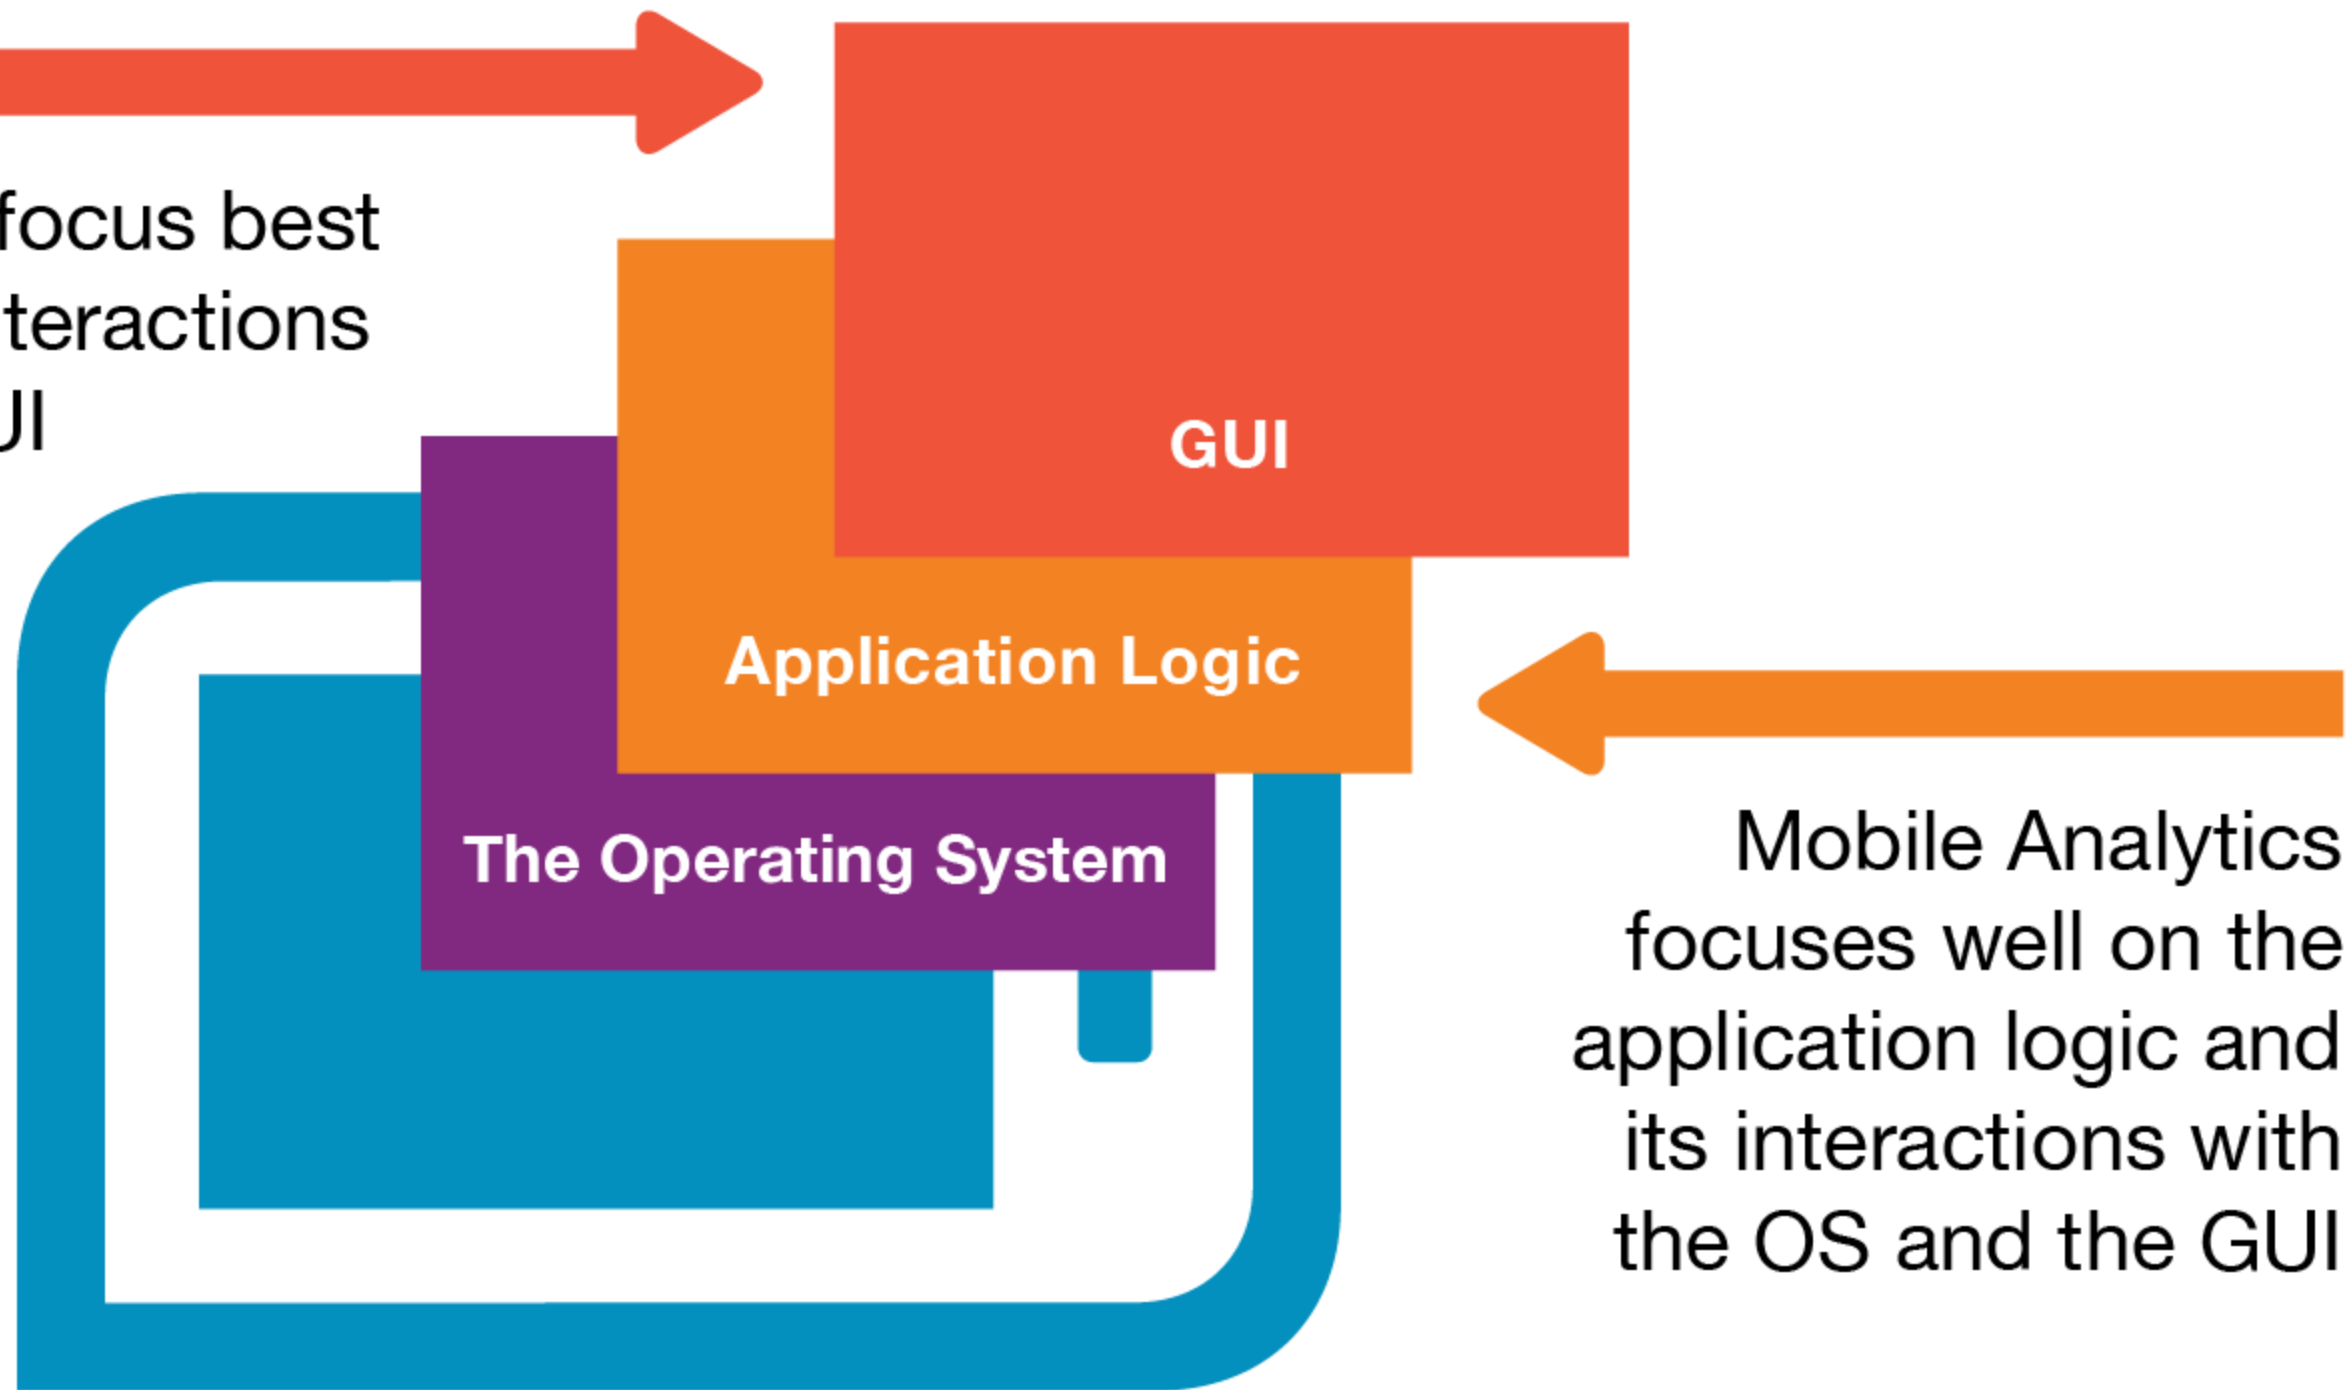 focus best
teractions
UI
GUI
Application Logic
The Operating System
Mobile Analytics
focuses well on the
application logic and
its interactions with
the OS and the GUI